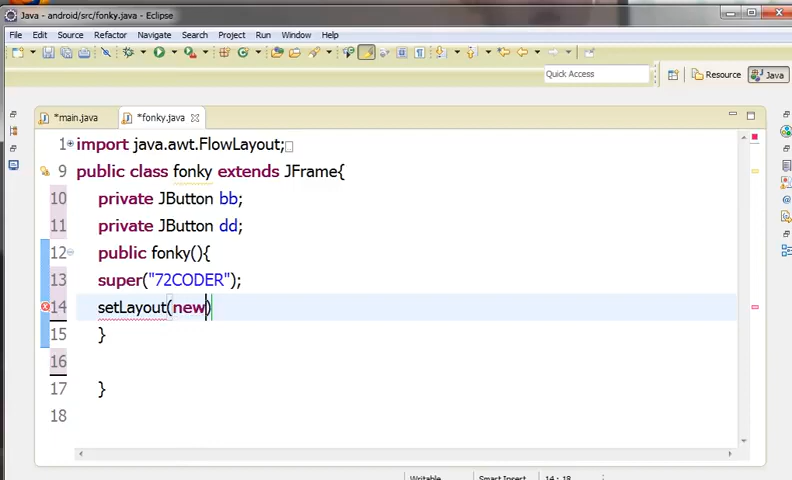 Java - android/src/fonky.java - Eclipse
File Edit Source Refactor Navigate Search Project Run Window Help
Quick Access Resource Java
*main.java *fonky.java
1 import java.awt.FlowLayout;
9 public class fonky extends JFrame{
10 private JButton bb;
11 private JButton dd;
12 public fonky(){
13 super("72CODER");
14 setLayout(new)
15 }
16
17 }
18
Writable Smart Insert 14 : 18